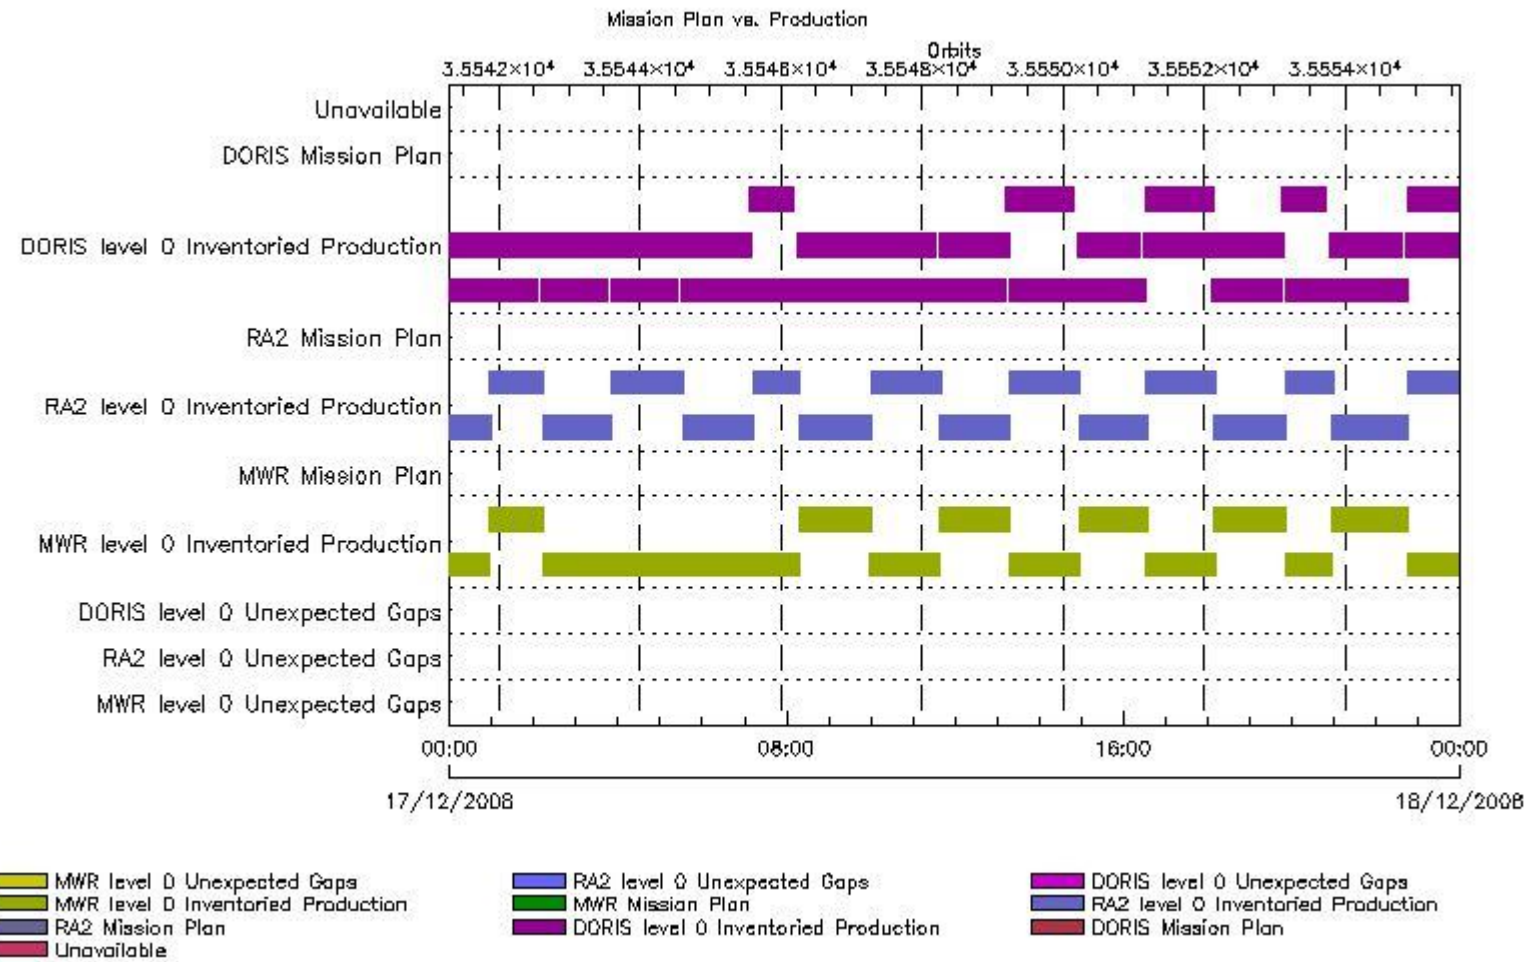 Mission Plan vs. Production
Orbits
3.5542×10⁴ 3.5544×10⁴ 3.5546×10⁴ 3.5548×10⁴ 3.5550×10⁴ 3.5552×10⁴ 3.5554×10⁴
Unavailable
DORIS Mission Plan
DORIS level 0 Inventoried Production
RA2 Mission Plan
RA2 level 0 Inventoried Production
MWR Mission Plan
MWR level 0 Inventoried Production
DORIS level 0 Unexpected Gaps
RA2 level 0 Unexpected Gaps
MWR level 0 Unexpected Gaps
00:00 08:00 16:00 00:00
17/12/2008 18/12/2008
MWR level 0 Unexpected Gaps RA2 level 0 Unexpected Gaps DORIS level 0 Unexpected Gaps
MWR level 0 Inventoried Production MWR Mission Plan RA2 level 0 Inventoried Production
RA2 Mission Plan DORIS level 0 Inventoried Production DORIS Mission Plan
Unavailable